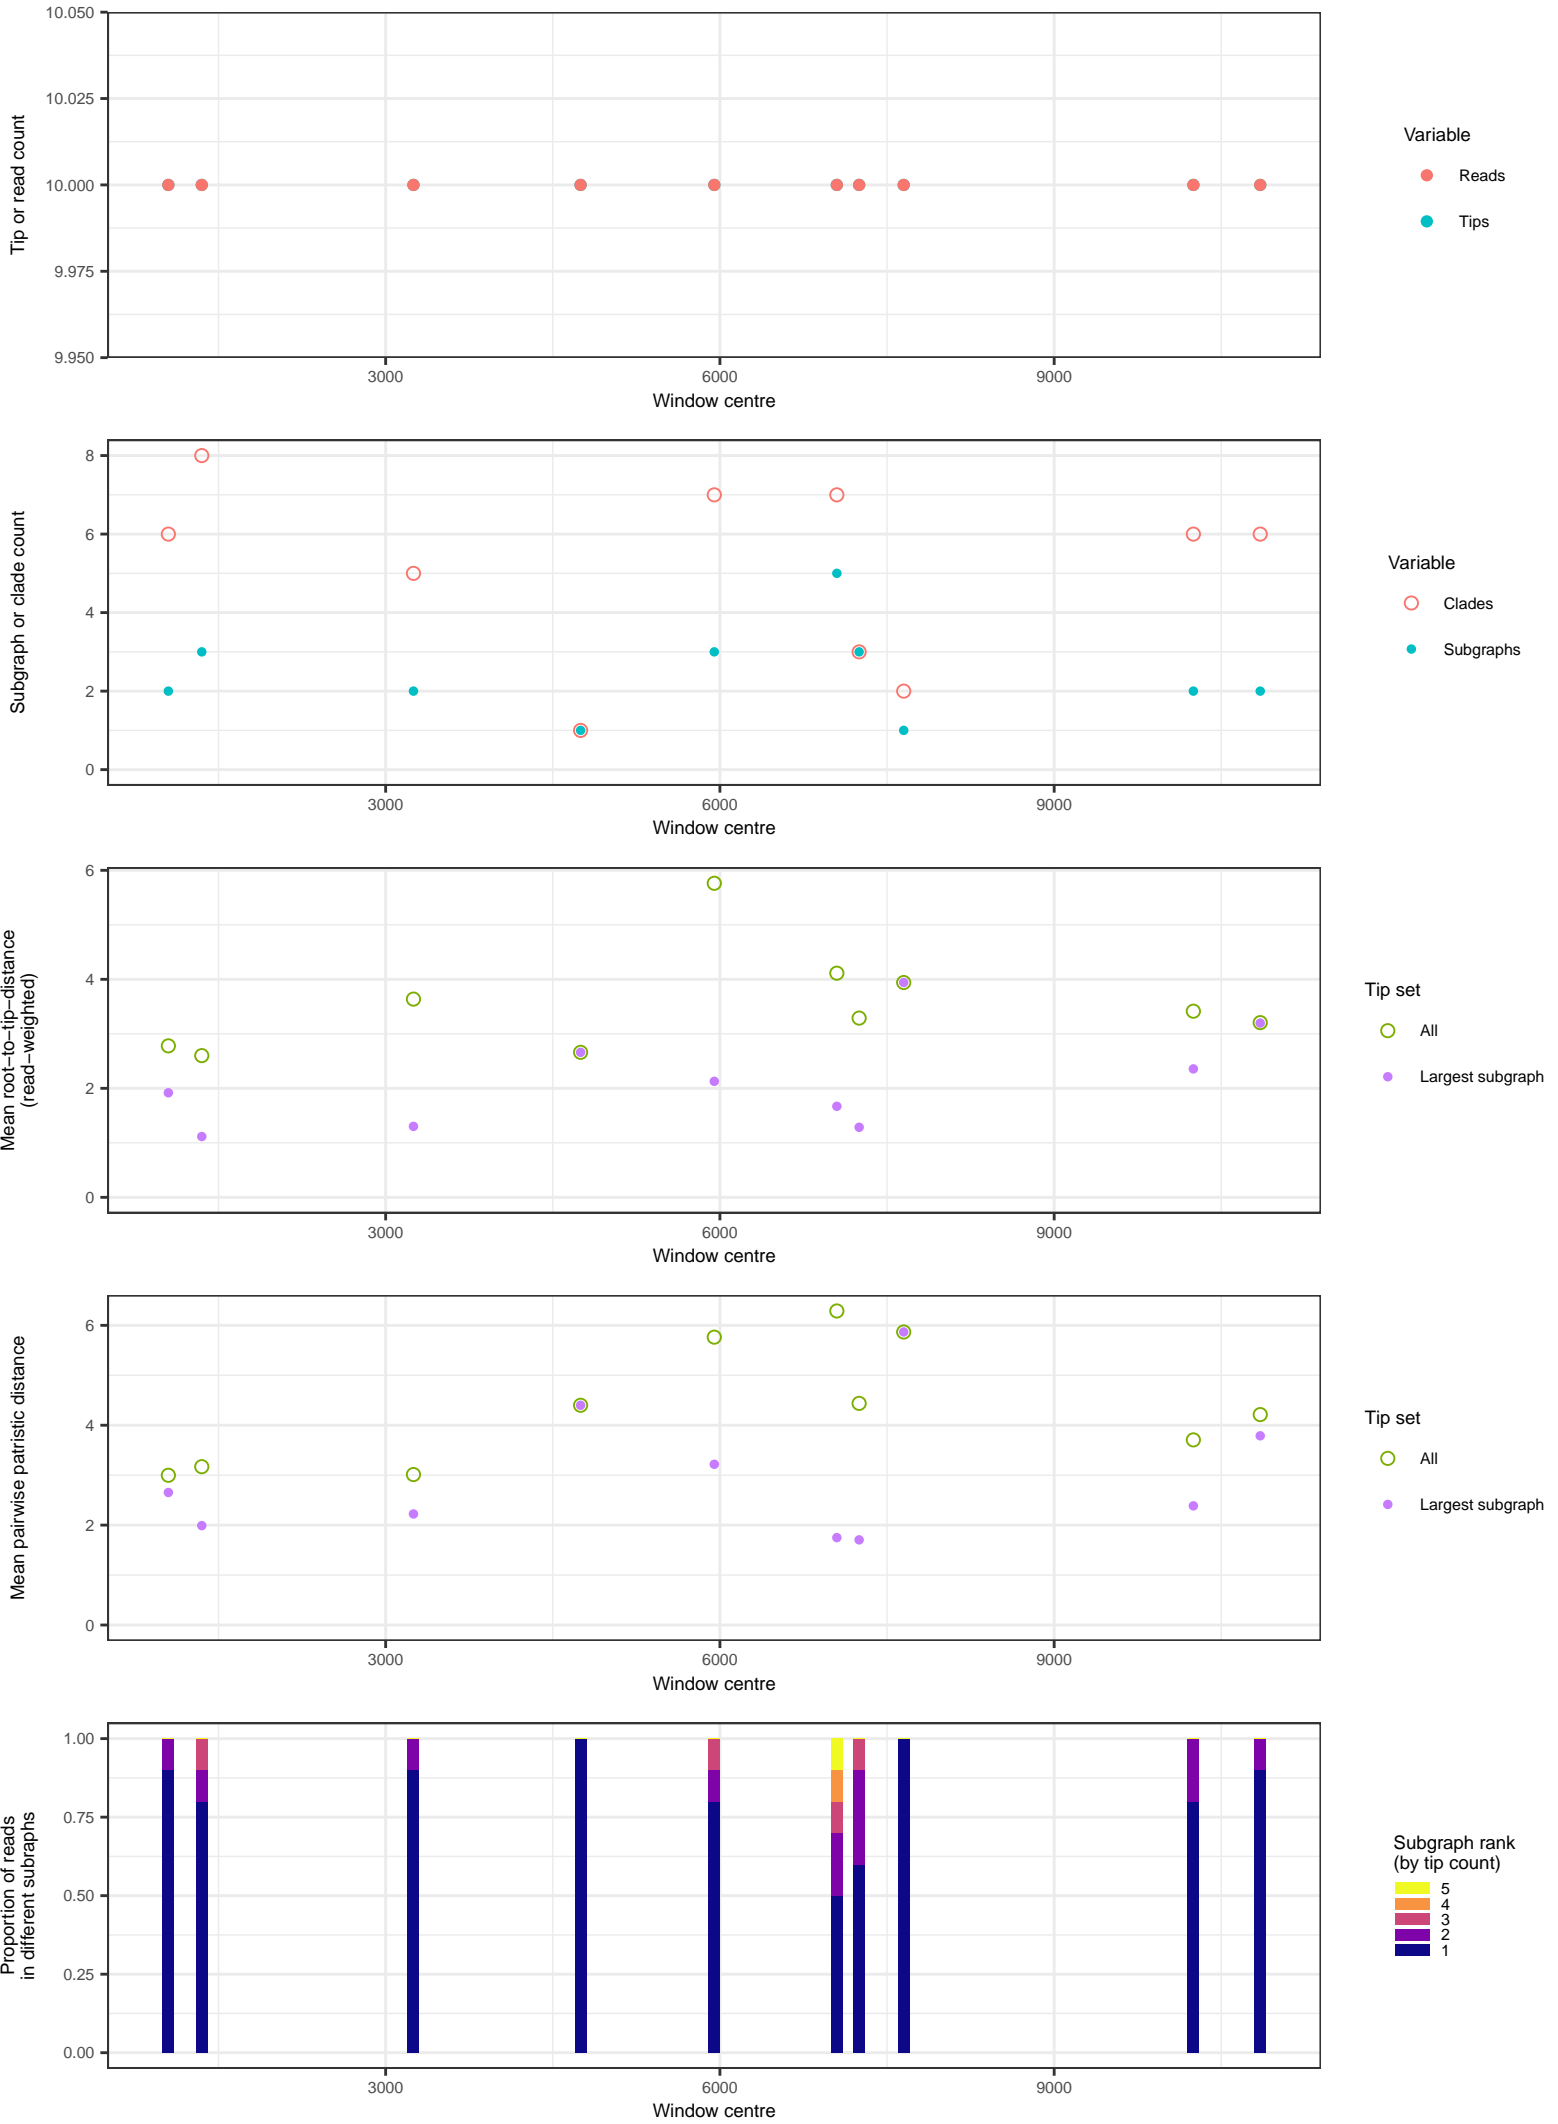 10.050
10.025
10.000
9.975
9.950
Tip or read count
3000
6000
9000
Window centre
Variable
Reads
Tips
8
6
4
2
0
Subgraph or clade count
3000
6000
9000
Window centre
Variable
Clades
Subgraphs
6
4
2
0
Mean root−to−tip−distance
(read−weighted)
3000
6000
9000
Window centre
Tip set
All
Largest subgraph
6
4
2
0
Mean pairwise patristic distance
3000
6000
9000
Window centre
Tip set
All
Largest subgraph
1.00
0.75
0.50
0.25
0.00
Proportion of reads
in different subraphs
3000
6000
9000
Window centre
Subgraph rank
(by tip count)
5
4
3
2
1